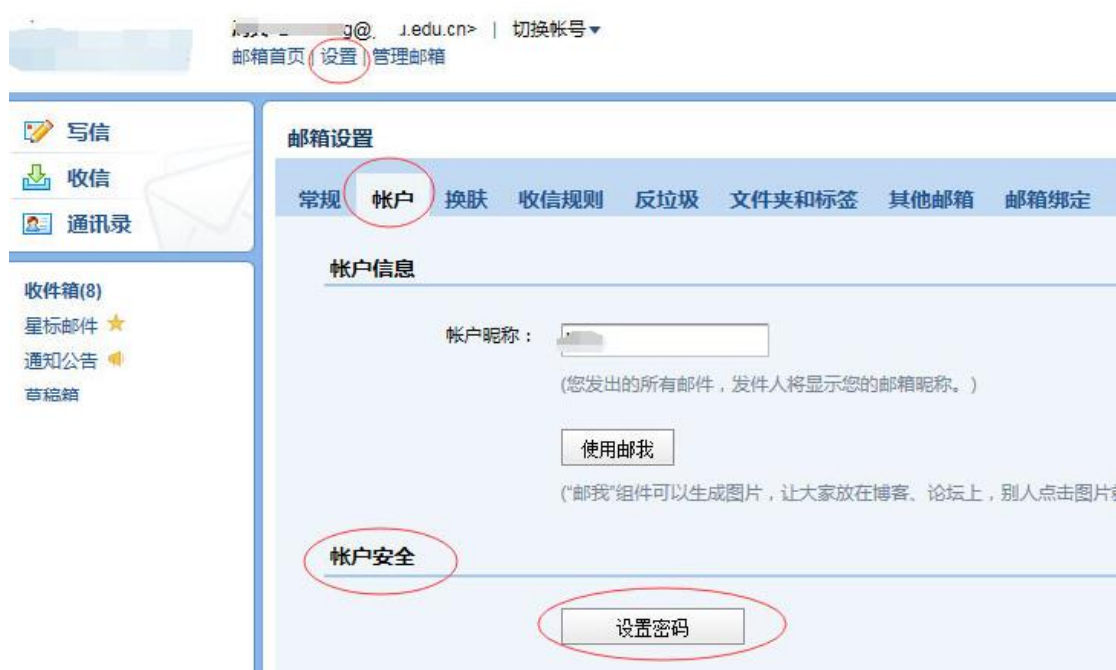 .edu.cn> | 切换帐号▾
邮箱首页 | 设置 | 管理邮箱
写信
收信
通讯录
收件箱(8)
星标邮件
通知公告
草稿箱
邮箱设置
常规 帐户 换肤 收信规则 反垃圾 文件夹和标签 其他邮箱 邮箱绑定
帐户信息
帐户昵称：
(您发出的所有邮件，发件人将显示您的邮箱昵称。)
使用邮我
(“邮我”组件可以生成图片，让大家放在博客、论坛上，别人点击图片
帐户安全
设置密码